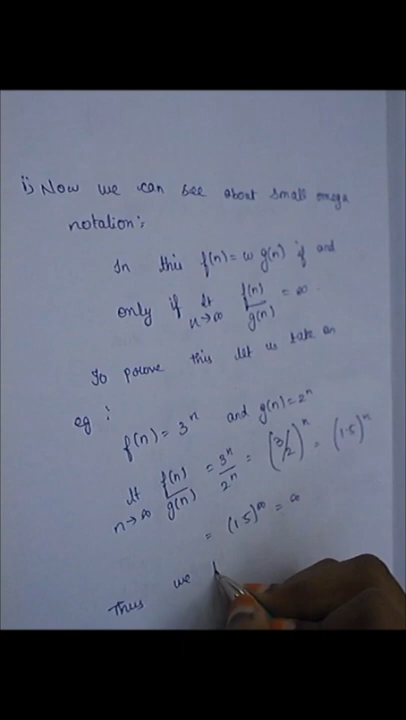 i) Now we can see about small omega
notation:
In this f(n) = ω g(n) if and
only if lt n→∞ f(n)/g(n) = ∞.
To prove this let us take an
eg:
f(n) = 3^n and g(n) = 2^n
lt n→∞ f(n)/g(n) = 3^n/2^n = (3/2)^n = (1.5)^n
= (1.5)^∞ = ∞
Thus we